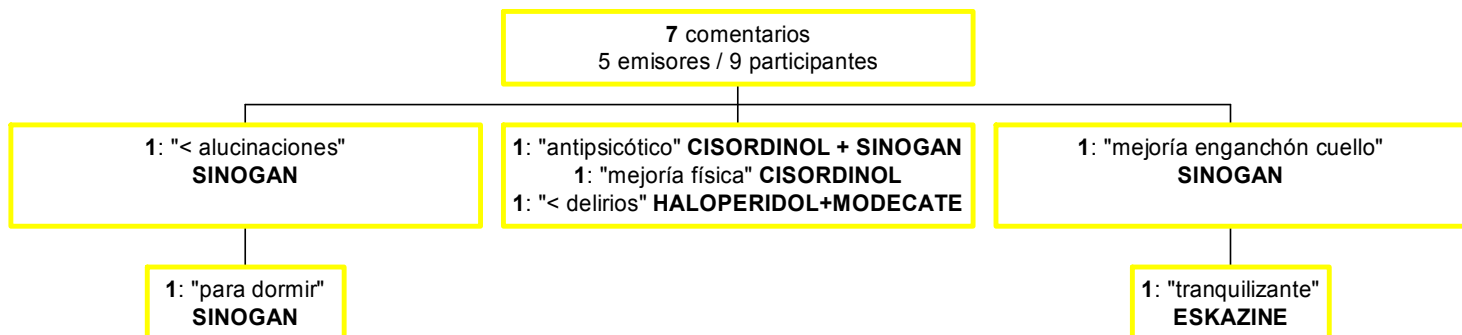 7 comentarios
5 emisores / 9 participantes
1: "< alucinaciones"
SINOGAN
1: "antipsicótico" CISORDINOL + SINOGAN
1: "mejoría física" CISORDINOL
1: "< delirios" HALOPERIDOL+MODECATE
1: "mejoría enganchón cuello"
SINOGAN
1: "para dormir"
SINOGAN
1: "tranquilizante"
ESKAZINE